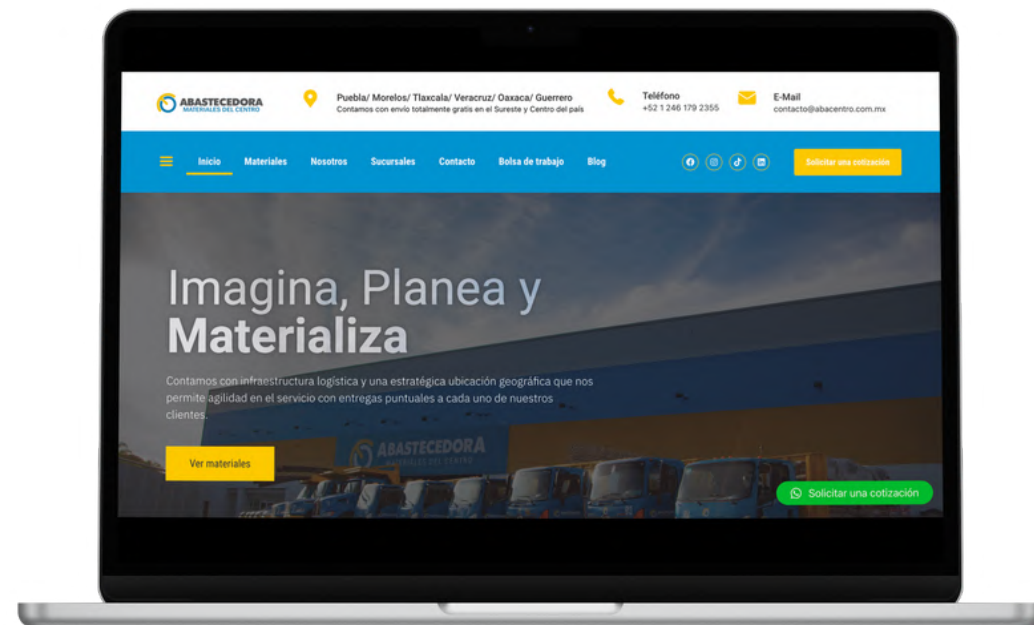 ABASTECEDORA
MATERIALES DEL CENTRO
Puebla/ Morelos/ Tlaxcala/ Veracruz/ Oaxaca/ Guerrero
Contamos con envío totalmente gratis en el Sureste y Centro del país
Teléfono
+52 1 246 179 2355
E-Mail
contacto@abacentro.com.mx
Inicio Materiales Nosotros Sucursales Contacto Bolsa de trabajo Blog
Solicitar una cotización
Imagina, Planea y
Materializa
Contamos con infraestructura logística y una estratégica ubicación geográfica que nos
permite agilidad en el servicio con entregas puntuales a cada uno de nuestros
clientes.
ABASTECEDORA
MATERIALES DEL CENTRO
Ver materiales
Solicitar una cotización